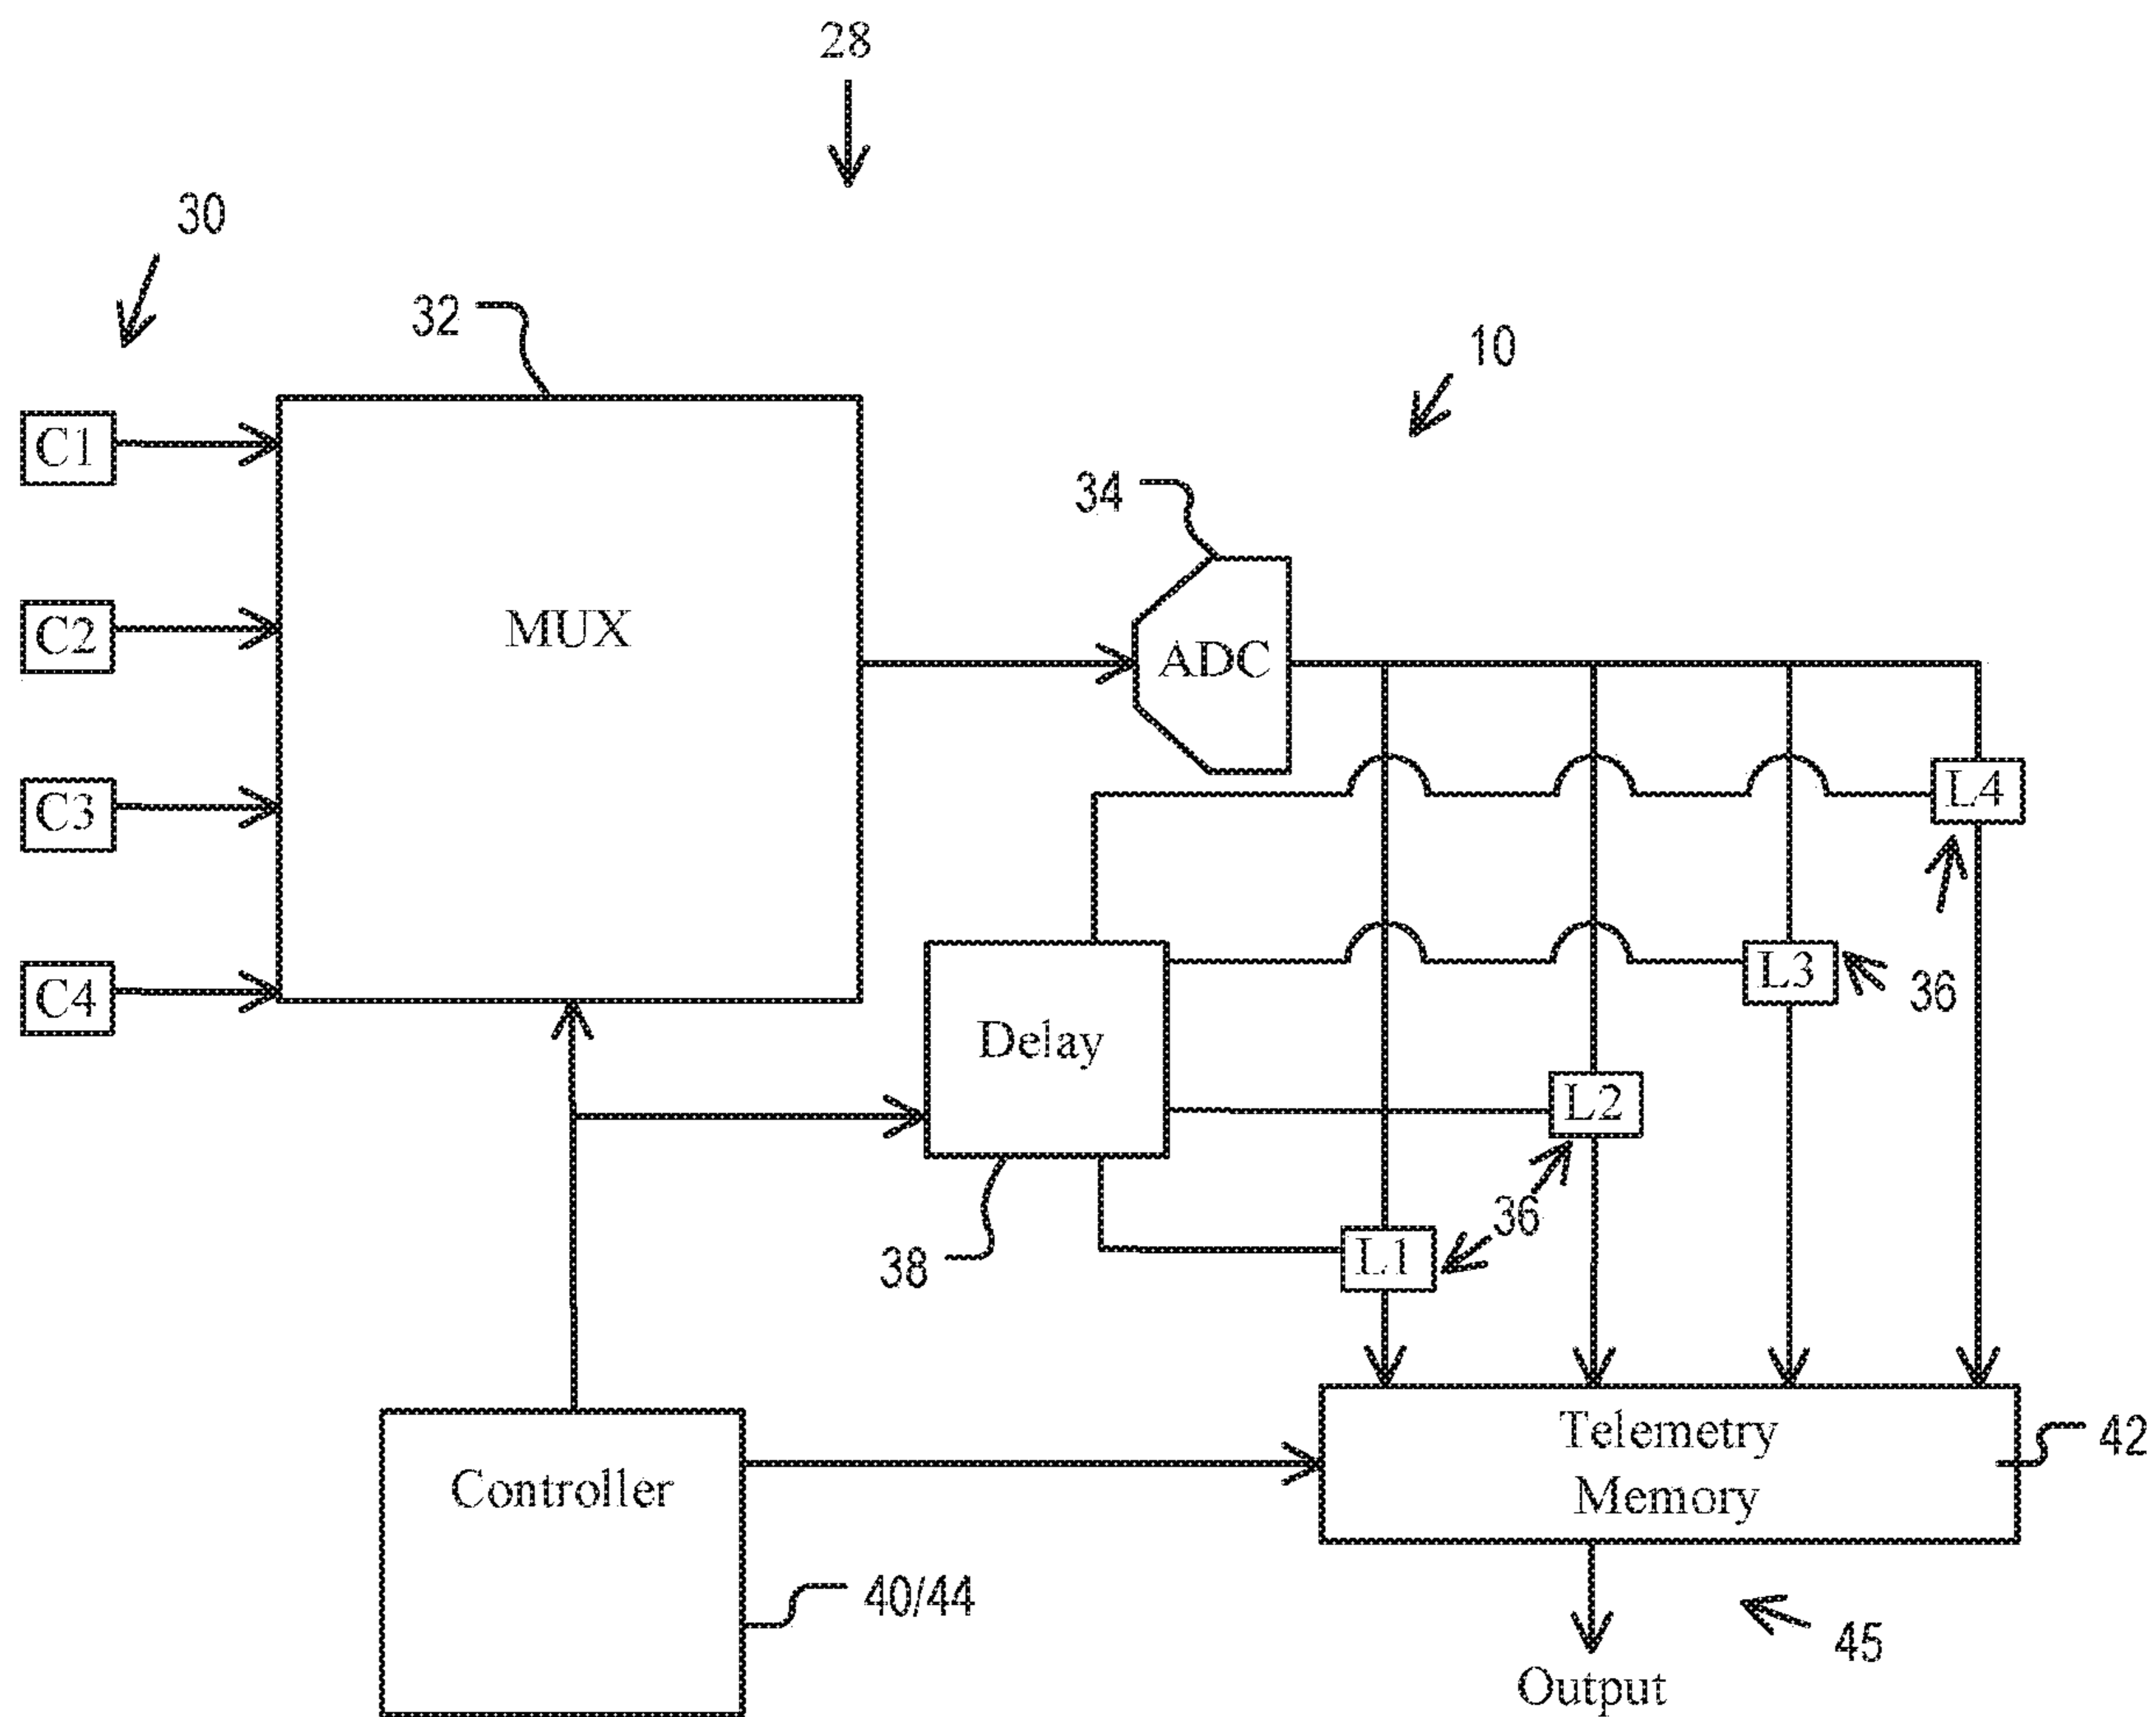 28
30
32
10
C1
34
C2
MUX
ADC
L4
C3
L3
36
C4
Delay
L2
36
38
L1
Telemetry
Memory
42
Controller
40/44
45
Output